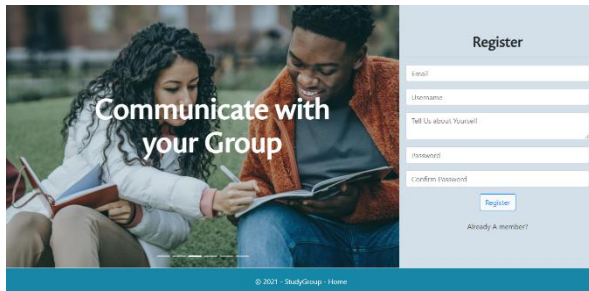 Communicate with
your Group
Register
Email
Username
Tell Us about Yourself
Password
Confirm Password
Register
Already A member?
© 2021 - StudyGroup - Home